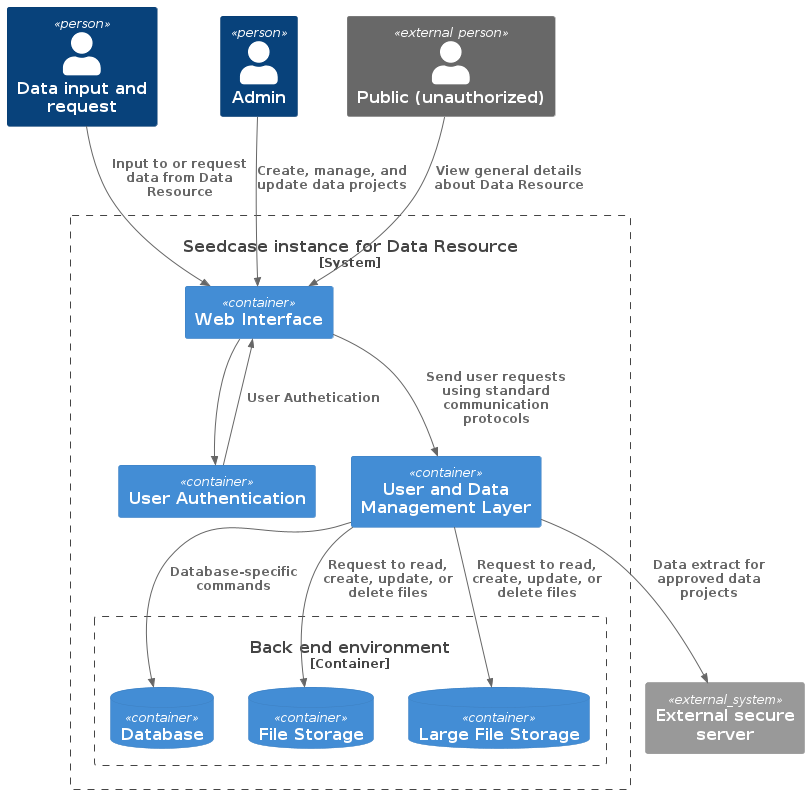 «person»
Data input and
request
«person»
Admin
«external person»
Public (unauthorized)
Input to or request
data from Data
Resource
Create, manage, and
update data projects
View general details
about Data Resource
Seedcase instance for Data Resource
[System]
«container»
Web Interface
User Authetication
Send user requests
using standard
communication
protocols
«container»
User Authentication
«container»
User and Data
Management Layer
Database-specific
commands
Request to read,
create, update, or
delete files
Request to read,
create, update, or
delete files
Data extract for
approved data
projects
Back end environment
[Container]
«container»
Database
«container»
File Storage
«container»
Large File Storage
«external_system»
External secure
server